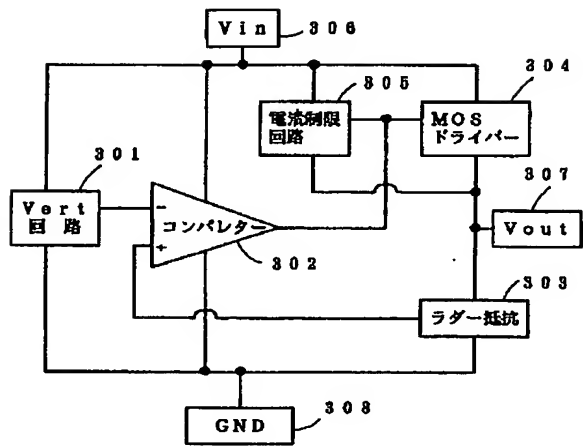 Vin
306
305
304
電流制限
回路
MOS
ドライバー
301
307
Vert
回 路
−
コンパレター
+
302
Vout
303
ラダー抵抗
GND
308